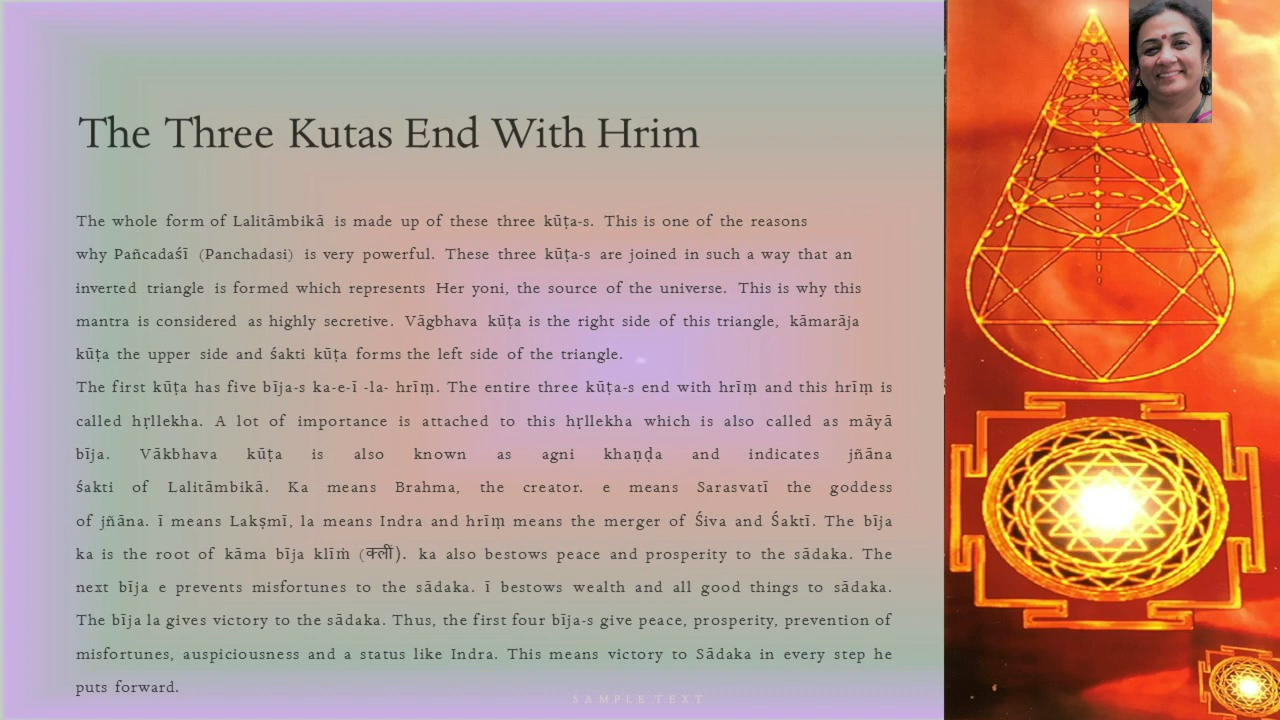 The Three Kutas End With Hrim
The whole form of Lalitāmbikā is made up of these three kūṭa-s. This is one of the reasons
why Pañcadaśī (Panchadasi) is very powerful. These three kūṭa-s are joined in such a way that an
inverted triangle is formed which represents Her yoni, the source of the universe. This is why this
mantra is considered as highly secretive. Vāgbhava kūṭa is the right side of this triangle, kāmarāja
kūṭa the upper side and śakti kūṭa forms the left side of the triangle.
The first kūṭa has five bīja-s ka-e-ī -la- hrīṃ. The entire three kūṭa-s end with hrīṃ and this hrīṃ is
called hṛllekha. A lot of importance is attached to this hṛllekha which is also called as māyā
bīja. Vākbhava kūṭa is also known as agni khaṇḍa and indicates jñāna
śakti of Lalitāmbikā. Ka means Brahma, the creator. e means Sarasvatī the goddess
of jñāna. ī means Lakṣmī, la means Indra and hrīṃ means the merger of Śiva and Śaktī. The bīja
ka is the root of kāma bīja klīṁ (क्लीं). ka also bestows peace and prosperity to the sādaka. The
next bīja e prevents misfortunes to the sādaka. ī bestows wealth and all good things to sādaka.
The bīja la gives victory to the sādaka. Thus, the first four bīja-s give peace, prosperity, prevention of
misfortunes, auspiciousness and a status like Indra. This means victory to Sādaka in every step he
puts forward.
SAMPLE TEXT